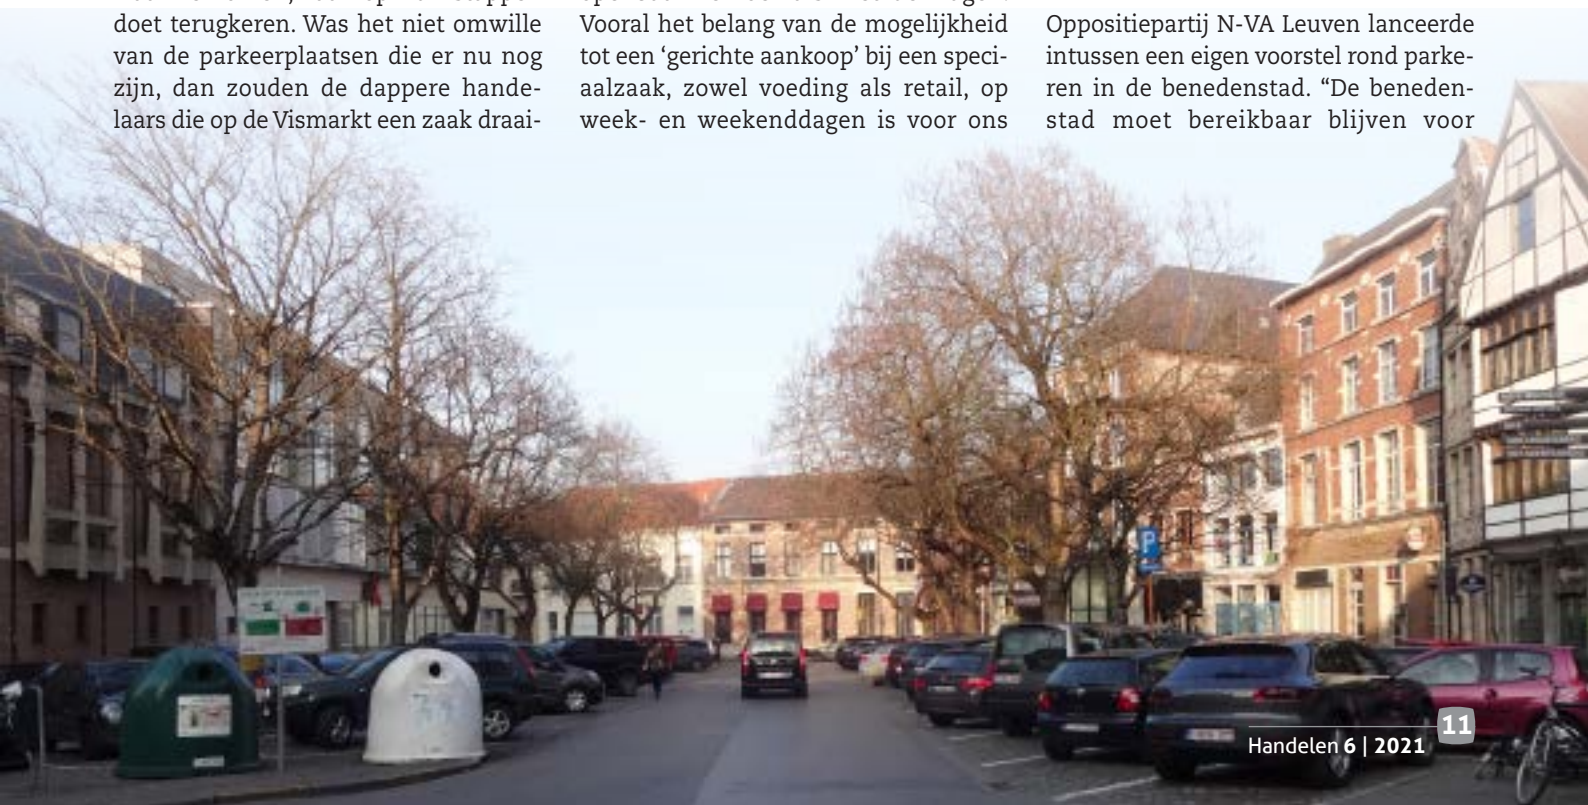 doet terugkeren. Was het niet omwille
van de parkeerplaatsen die er nu nog
zijn, dan zouden de dappere hande-
laars die op de Vismarkt een zaak draai-
Vooral het belang van de mogelijkheid
tot een ‘gerichte aankoop’ bij een speci-
aalzaak, zowel voeding als retail, op
week- en weekenddagen is voor ons
Oppositiepartij N-VA Leuven lanceerde
intussen een eigen voorstel rond parke-
ren in de benedenstad. “De beneden-
stad moet bereikbaar blijven voor
P
11
Handelen 6 | 2021